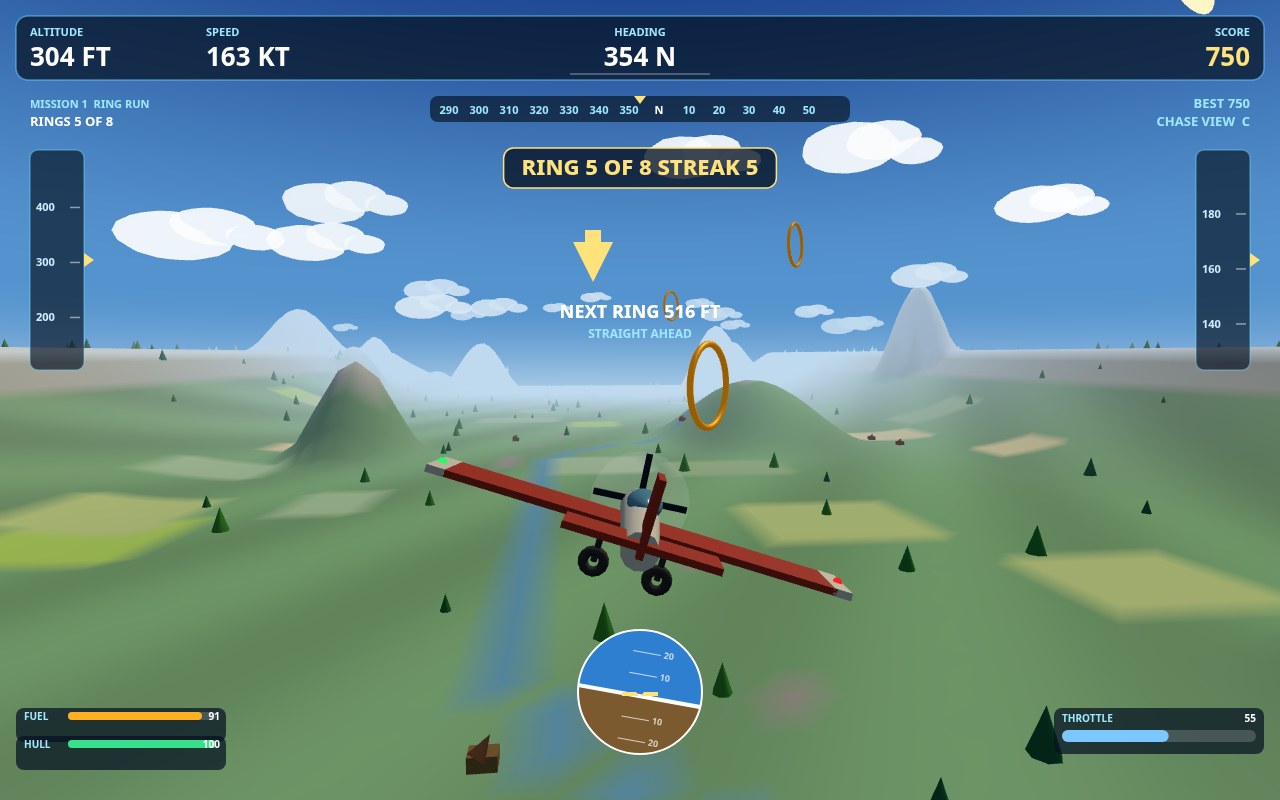 ALTITUDE
304 FT
SPEED
163 KT
HEADING
354 N
SCORE
750
MISSION 1 RING RUN
RINGS 5 OF 8
290 300 310 320 330 340 350 N 10 20 30 40 50
BEST 750
CHASE VIEW C
RING 5 OF 8 STREAK 5
400
300
200
180
160
140
NEXT RING 516 FT
STRAIGHT AHEAD
20
10
10
20
FUEL 91
HULL 100
THROTTLE 55